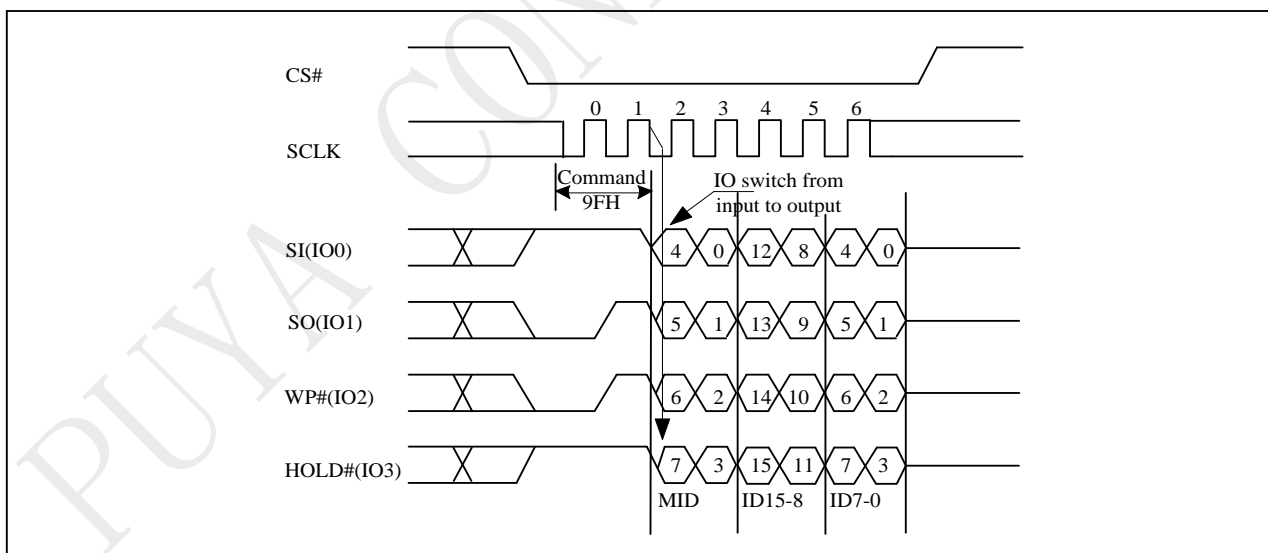 PUYA CON
CS#
0 1 2 3 4 5 6
SCLK
Command
9FH
IO switch from
input to output
SI(IO0)
4 0 12 8 4 0
SO(IO1)
5 1 13 9 5 1
WP#(IO2)
6 2 14 10 6 2
HOLD#(IO3)
7 3 15 11 7 3
MID ID15-8 ID7-0